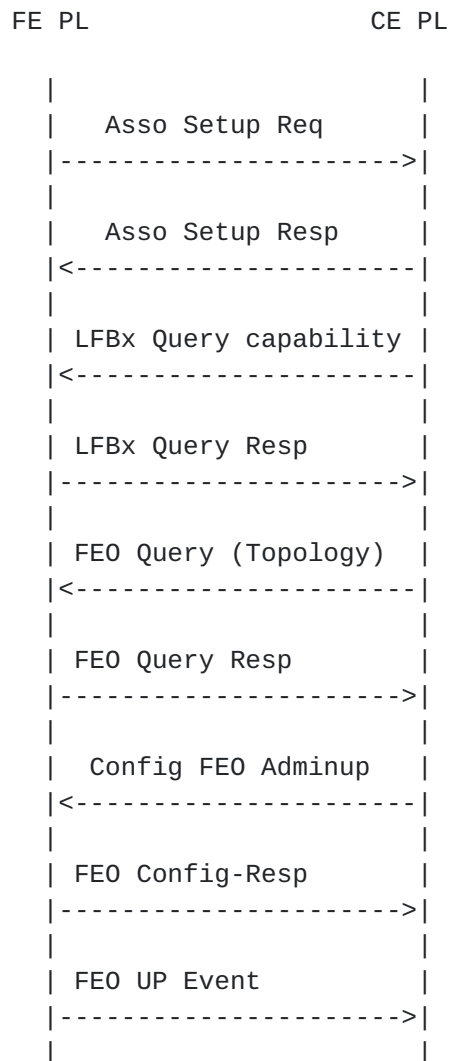 FE PL CE PL
Asso Setup Req
Asso Setup Resp
LFBx Query capability
LFBx Query Resp
FEO Query (Topology)
FEO Query Resp
Config FEO Adminup
FEO Config-Resp
FEO UP Event